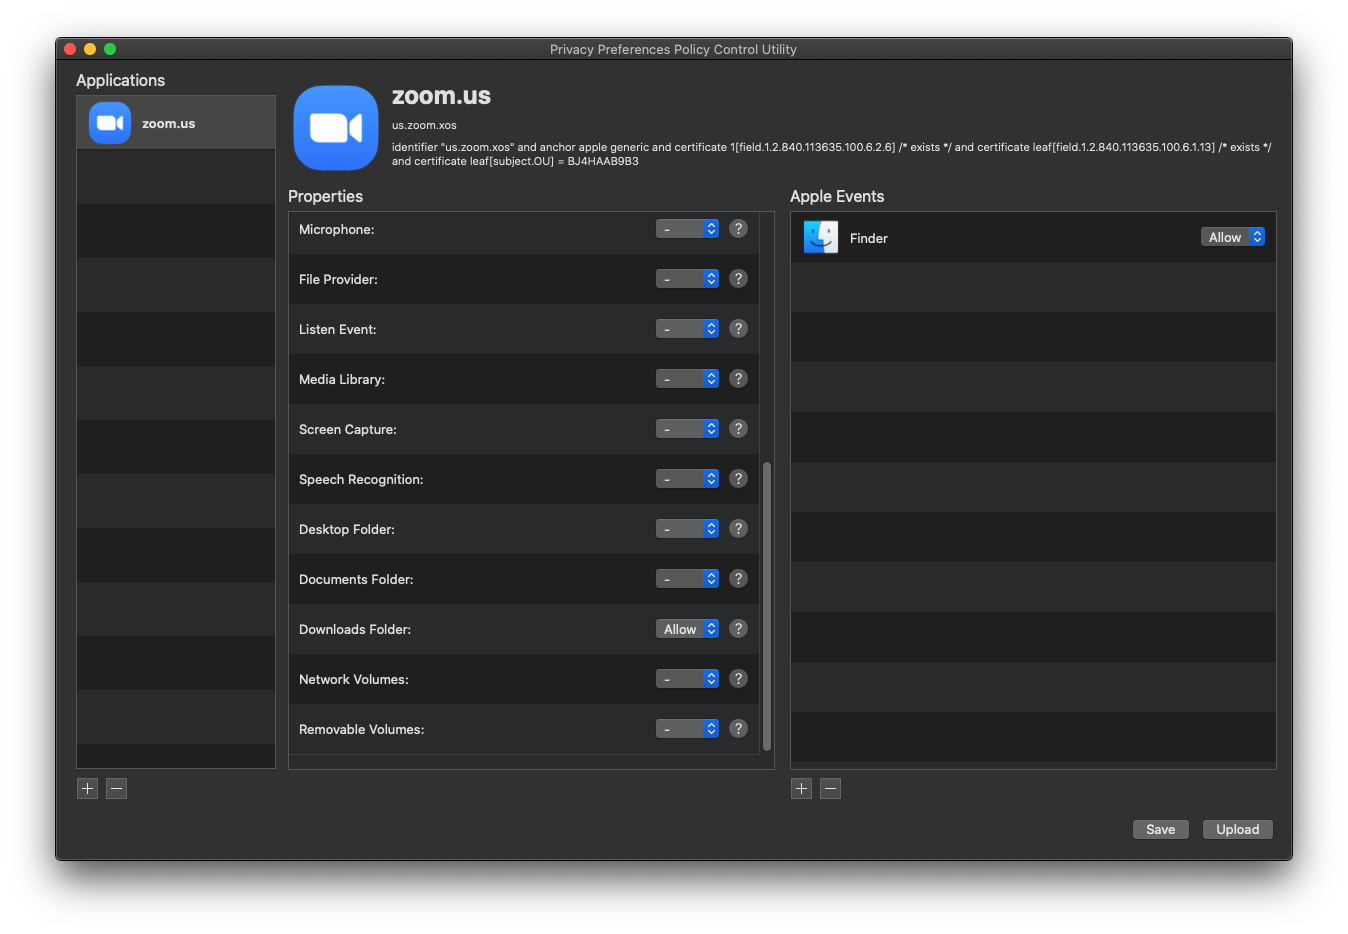 Privacy Preferences Policy Control Utility
Applications
zoom.us
zoom.us
us.zoom.xos
identifier "us.zoom.xos" and anchor apple generic and certificate 1[field.1.2.840.113635.100.6.2.6] /* exists */ and certificate leaf[field.1.2.840.113635.100.6.1.13] /* exists */
and certificate leaf[subject.OU] = BJ4HAAB9B3
Properties
Microphone: - ?
File Provider: - ?
Listen Event: - ?
Media Library: - ?
Screen Capture: - ?
Speech Recognition: - ?
Desktop Folder: - ?
Documents Folder: - ?
Downloads Folder: Allow ?
Network Volumes: - ?
Removable Volumes: - ?
Apple Events
Finder Allow
+ −
+ −
Save Upload